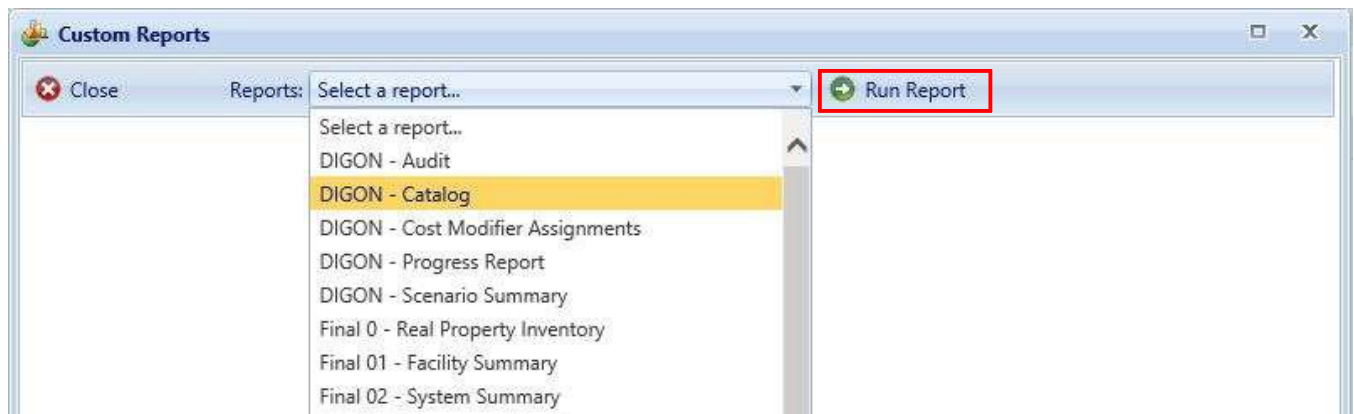 Custom Reports
Close Reports: Select a report... Run Report
Select a report...
DIGON - Audit
DIGON - Catalog
DIGON - Cost Modifier Assignments
DIGON - Progress Report
DIGON - Scenario Summary
Final 0 - Real Property Inventory
Final 01 - Facility Summary
Final 02 - System Summary